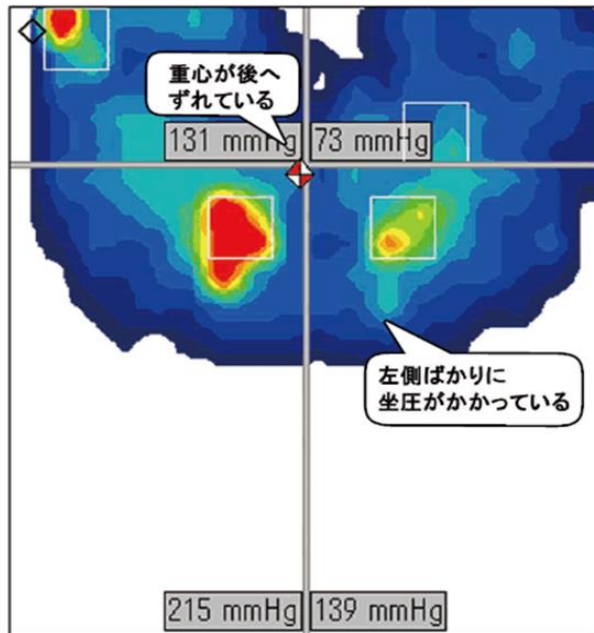 重心が後へ
ずれている
131 mmHg
73 mmHg
左側ばかりに
坐圧がかかっている
215 mmHg
139 mmHg